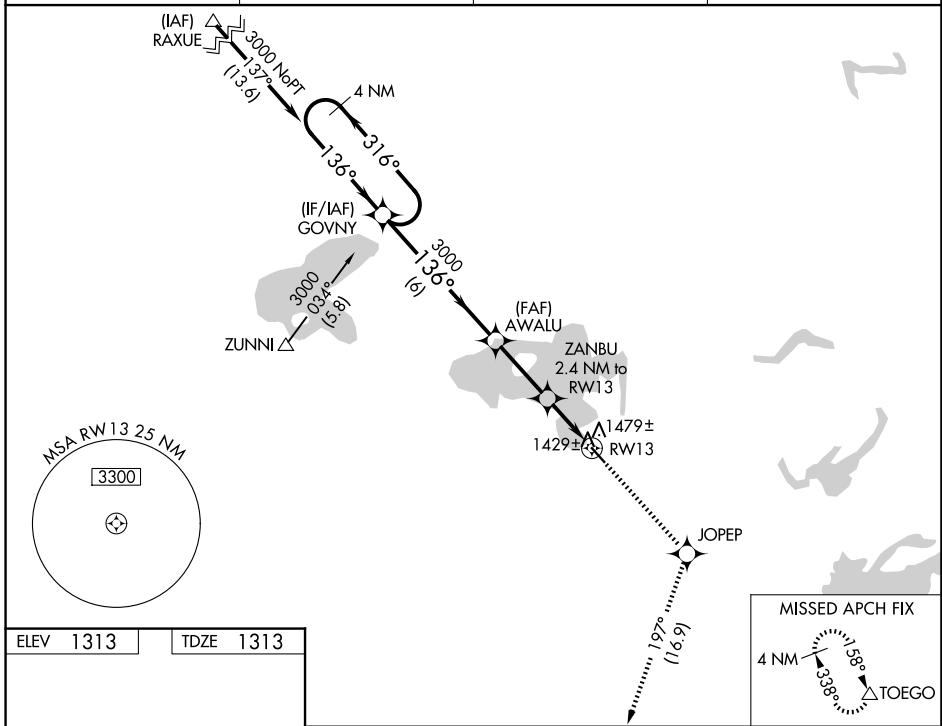 (IAF)
RAXUE
3000 NoPT
137°
(13.6)
4 NM
316°
136°
(IF/IAF)
GOVNY
3000
136°
(6)
3000
034°
(5.8)
ZUNNI
(FAF)
AWALU
ZANBU
2.4 NM to
RW13
1479±
1429±
RW13
MSA RW13 25 NM
3300
JOPEP
197°
(16.9)
MISSED APCH FIX
4 NM
158°
338°
TOEGO
ELEV 1313
TDZE 1313